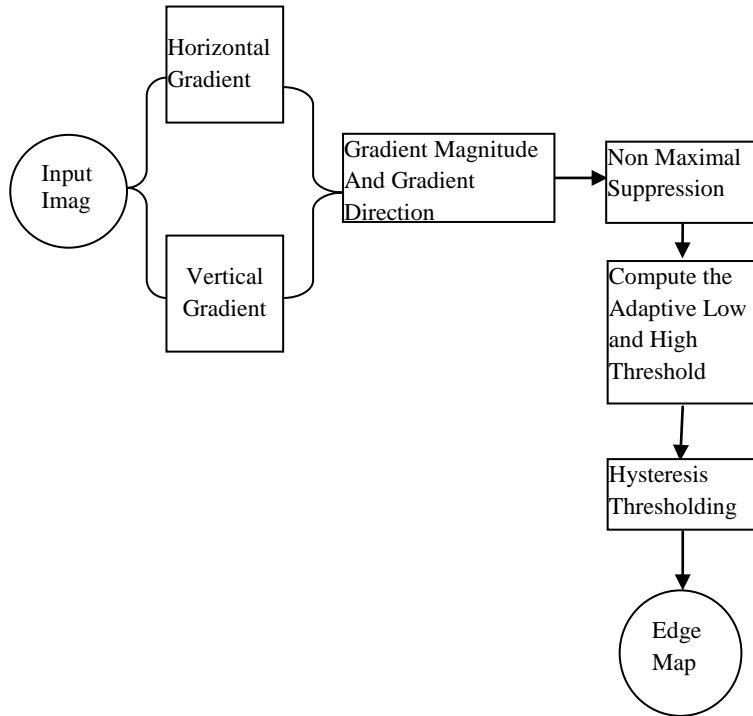 Horizontal
Gradient
Input
Imag
Vertical
Gradient
Gradient Magnitude
And Gradient
Direction
Non Maximal
Suppression
Compute the
Adaptive Low
and High
Threshold
Hysteresis
Thresholding
Edge
Map